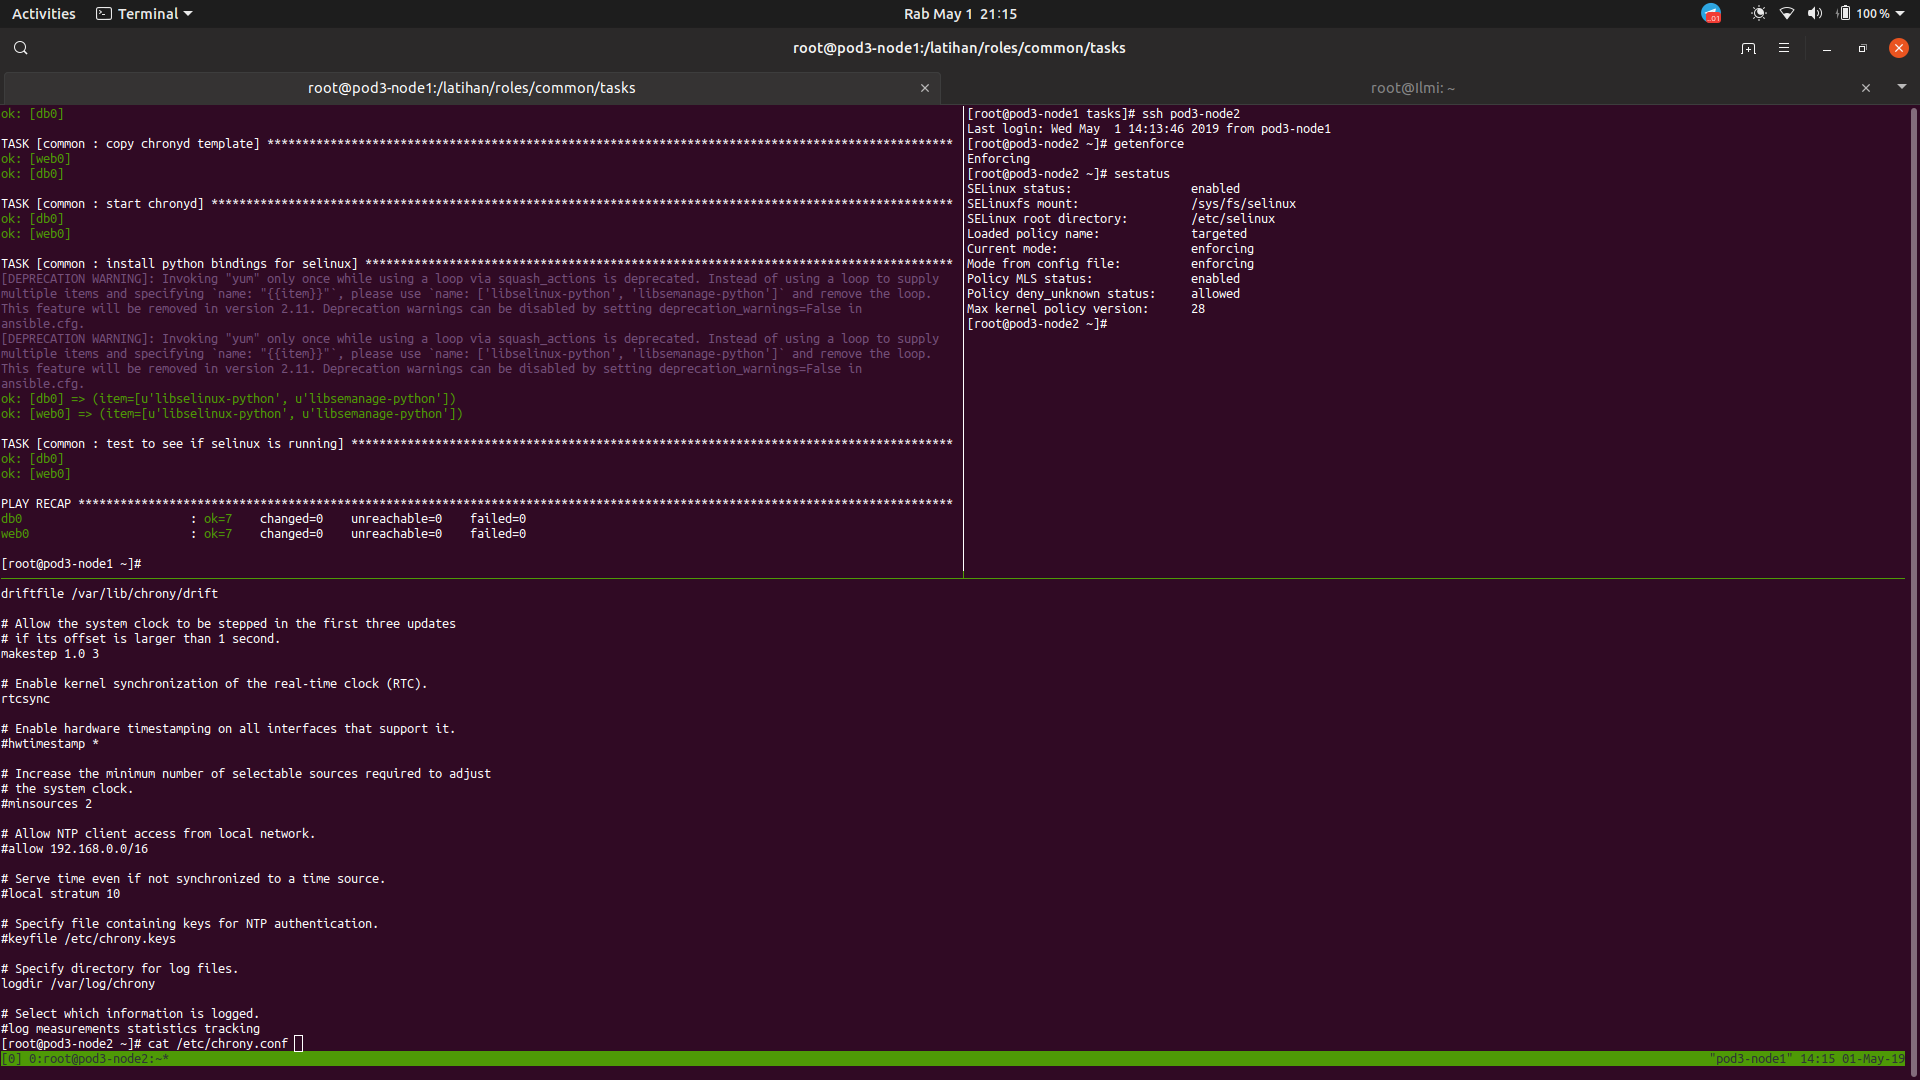 Activities Terminal Rab May 1 21:15 100 %
root@pod3-node1:/latihan/roles/common/tasks
root@pod3-node1:/latihan/roles/common/tasks root@Ilmi: ~
ok: [db0]

TASK [common : copy chronyd template] **************************************************************************************************
ok: [web0]
ok: [db0]

TASK [common : start chronyd] **********************************************************************************************************
ok: [db0]
ok: [web0]

TASK [common : install python bindings for selinux] ************************************************************************************
[DEPRECATION WARNING]: Invoking "yum" only once while using a loop via squash_actions is deprecated. Instead of using a loop to supply
multiple items and specifying `name: "{{item}}"`, please use `name: ['libselinux-python', 'libsemanage-python']` and remove the loop.
This feature will be removed in version 2.11. Deprecation warnings can be disabled by setting deprecation_warnings=False in
ansible.cfg.
[DEPRECATION WARNING]: Invoking "yum" only once while using a loop via squash_actions is deprecated. Instead of using a loop to supply
multiple items and specifying `name: "{{item}}"`, please use `name: ['libselinux-python', 'libsemanage-python']` and remove the loop.
This feature will be removed in version 2.11. Deprecation warnings can be disabled by setting deprecation_warnings=False in
ansible.cfg.
ok: [db0] => (item=[u'libselinux-python', u'libsemanage-python'])
ok: [web0] => (item=[u'libselinux-python', u'libsemanage-python'])

TASK [common : test to see if selinux is running] **************************************************************************************
ok: [db0]
ok: [web0]

PLAY RECAP *****************************************************************************************************************************
db0 : ok=7 changed=0 unreachable=0 failed=0
web0 : ok=7 changed=0 unreachable=0 failed=0

[root@pod3-node1 ~]#
[root@pod3-node1 tasks]# ssh pod3-node2
Last login: Wed May  1 14:13:46 2019 from pod3-node1
[root@pod3-node2 ~]# getenforce
Enforcing
[root@pod3-node2 ~]# sestatus
SELinux status: enabled
SELinuxfs mount: /sys/fs/selinux
SELinux root directory: /etc/selinux
Loaded policy name: targeted
Current mode: enforcing
Mode from config file: enforcing
Policy MLS status: enabled
Policy deny_unknown status: allowed
Max kernel policy version: 28
[root@pod3-node2 ~]#
driftfile /var/lib/chrony/drift

# Allow the system clock to be stepped in the first three updates
# if its offset is larger than 1 second.
makestep 1.0 3

# Enable kernel synchronization of the real-time clock (RTC).
rtcsync

# Enable hardware timestamping on all interfaces that support it.
#hwtimestamp *

# Increase the minimum number of selectable sources required to adjust
# the system clock.
#minsources 2

# Allow NTP client access from local network.
#allow 192.168.0.0/16

# Serve time even if not synchronized to a time source.
#local stratum 10

# Specify file containing keys for NTP authentication.
#keyfile /etc/chrony.keys

# Specify directory for log files.
logdir /var/log/chrony

# Select which information is logged.
#log measurements statistics tracking
[root@pod3-node2 ~]# cat /etc/chrony.conf
[0] 0:root@pod3-node2:~* "pod3-node1" 14:15 01-May-19